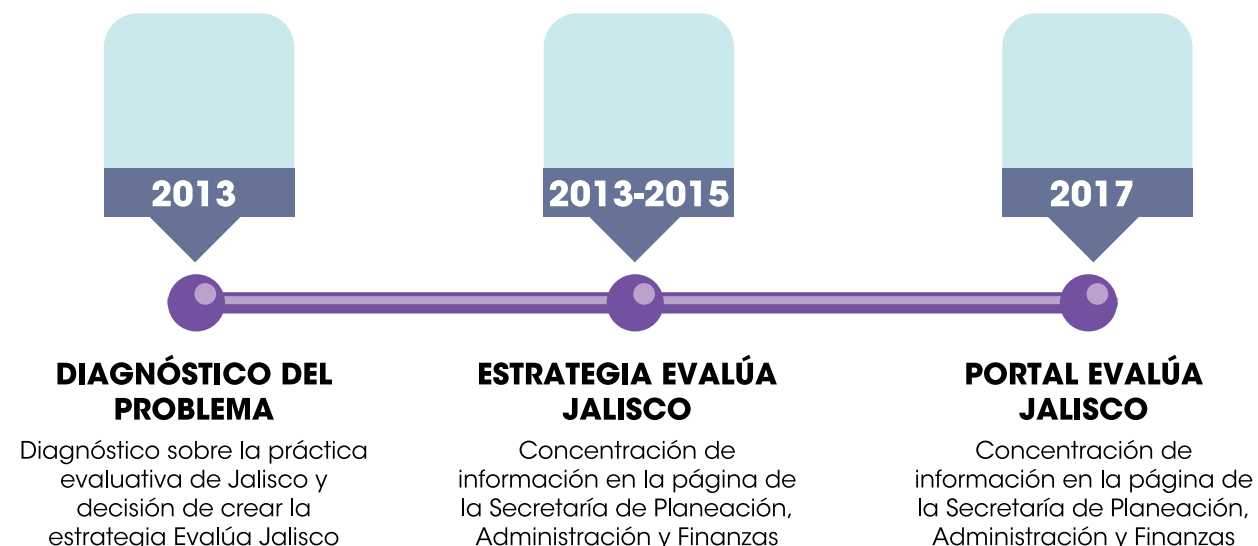 2013
DIAGNÓSTICO DEL
PROBLEMA
Diagnóstico sobre la práctica
evaluativa de Jalisco y
decisión de crear la
estrategia Evalúa Jalisco
2013-2015
ESTRATEGIA EVALÚA
JALISCO
Concentración de
información en la página de
la Secretaría de Planeación,
Administración y Finanzas
2017
PORTAL EVALÚA
JALISCO
Concentración de
información en la página de
la Secretaría de Planeación,
Administración y Finanzas